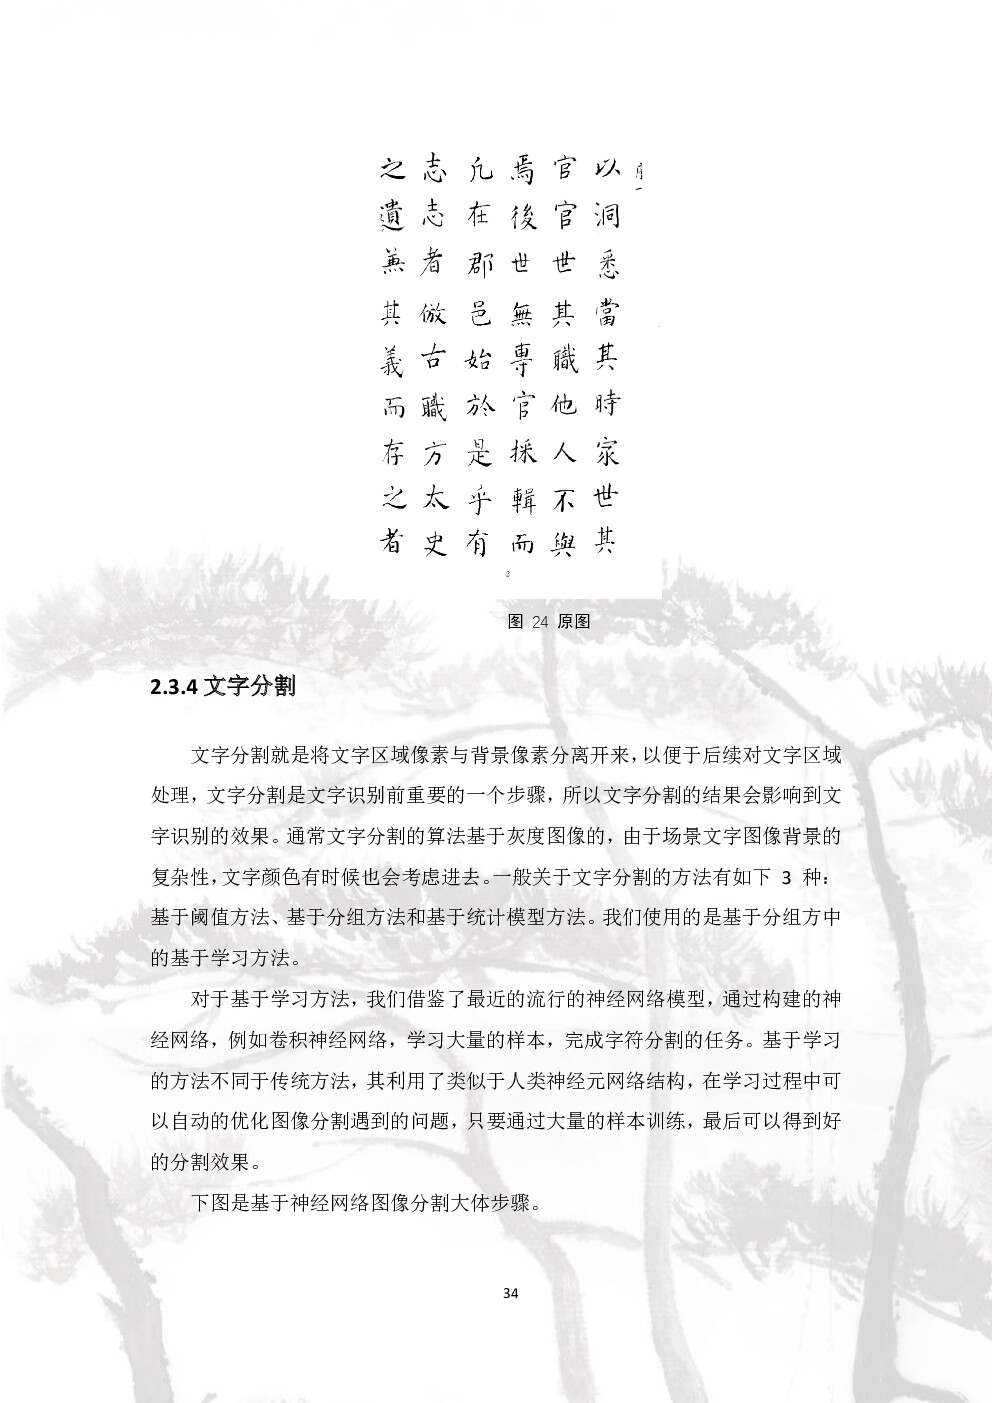 序一
以洞悉當其時家世其
官官世其職他人不與
焉後世無專官採輯而
凡在郡邑始於是乎有
志志者倣古職方太史
之遺兼其義而存之者
3
图 24 原图
2.3.4 文字分割
文字分割就是将文字区域像素与背景像素分离开来，以便于后续对文字区域
处理，文字分割是文字识别前重要的一个步骤，所以文字分割的结果会影响到文
字识别的效果。通常文字分割的算法基于灰度图像的，由于场景文字图像背景的
复杂性，文字颜色有时候也会考虑进去。一般关于文字分割的方法有如下 3 种：
基于阈值方法、基于分组方法和基于统计模型方法。我们使用的是基于分组方中
的基于学习方法。
对于基于学习方法，我们借鉴了最近的流行的神经网络模型，通过构建的神
经网络，例如卷积神经网络，学习大量的样本，完成字符分割的任务。基于学习
的方法不同于传统方法，其利用了类似于人类神经元网络结构，在学习过程中可
以自动的优化图像分割遇到的问题，只要通过大量的样本训练，最后可以得到好
的分割效果。
下图是基于神经网络图像分割大体步骤。
34